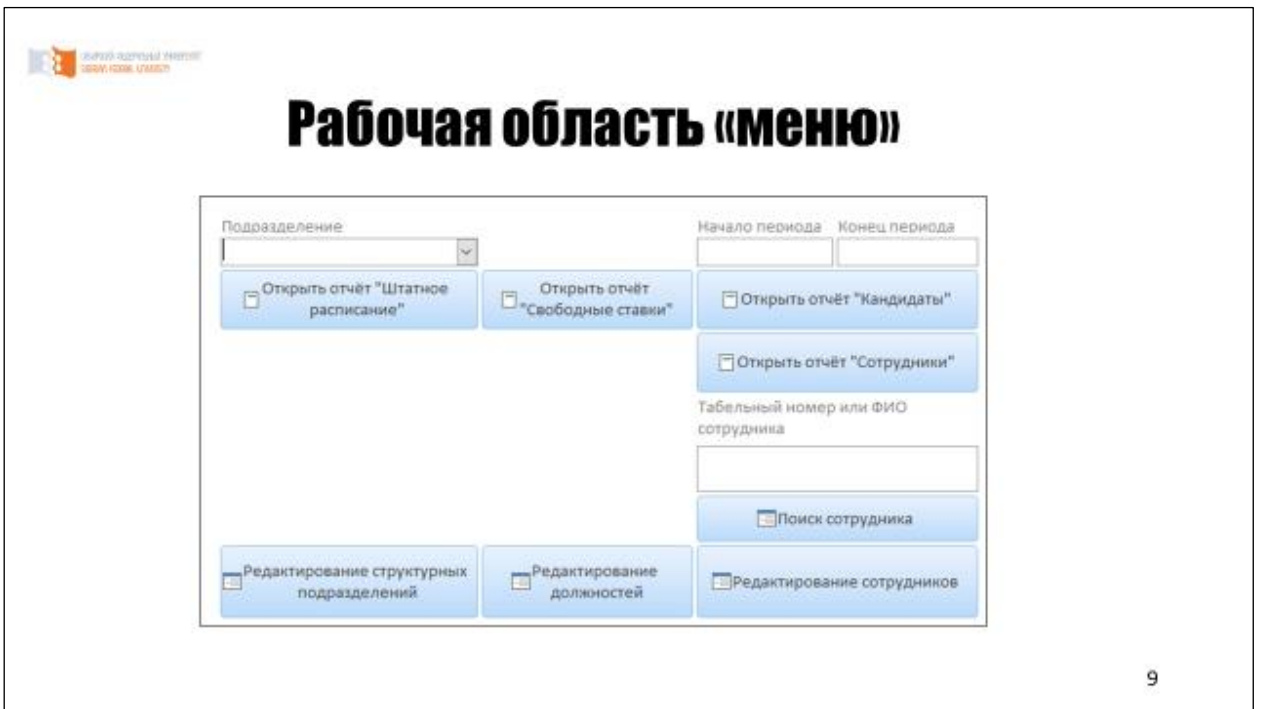 Рабочая область «меню»
Подразделение
Начало периода Конец периода
Открыть отчёт "Штатное
расписание"
Открыть отчёт
"Свободные ставки"
Открыть отчёт "Кандидаты"
Открыть отчёт "Сотрудники"
Табельный номер или ФИО
сотрудника
Поиск сотрудника
Редактирование структурных
подразделений
Редактирование
должностей
Редактирование сотрудников
9